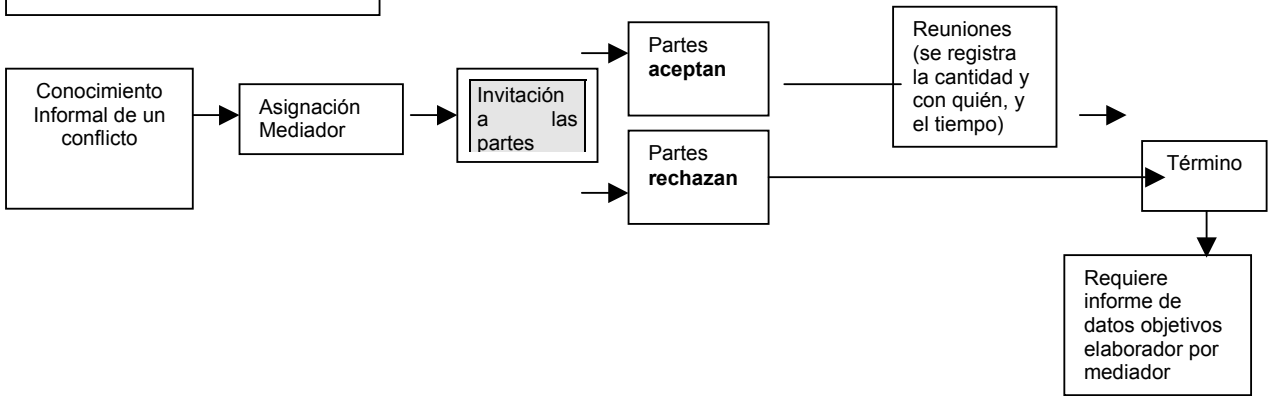 Conocimiento
Informal de un
conflicto
Asignación
Mediador
Invitación
a las
partes
Partes
aceptan
Reuniones
(se registra
la cantidad y
con quién, y
el tiempo)
Partes
rechazan
Término
Requiere
informe de
datos objetivos
elaborador por
mediador